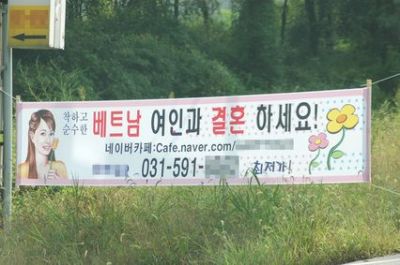 착하고
순수한
베트남 여인과 결혼 하세요!
네이버카페:Cafe.naver.com/
031-591-
최저가!